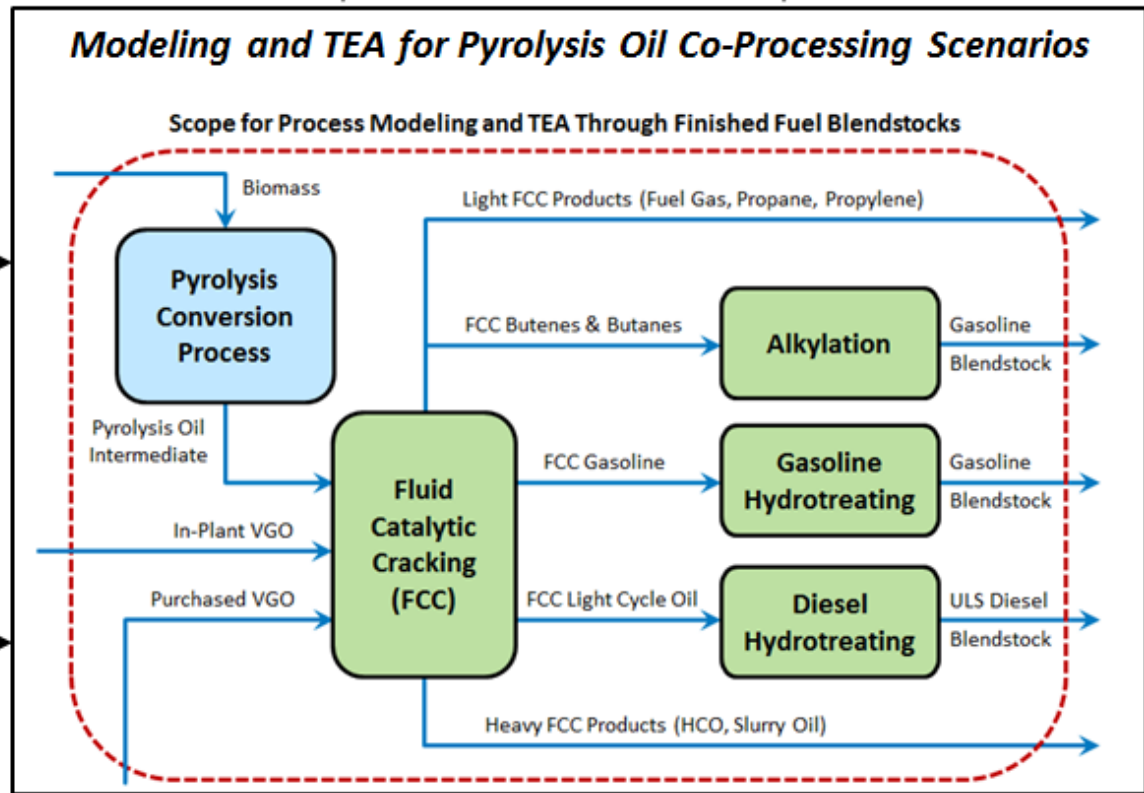 Modeling and TEA for Pyrolysis Oil Co-Processing Scenarios
Scope for Process Modeling and TEA Through Finished Fuel Blendstocks
Biomass
Light FCC Products (Fuel Gas, Propane, Propylene)
Pyrolysis
Conversion
Process
FCC Butenes & Butanes
Alkylation
Gasoline
Blendstock
Pyrolysis Oil
Intermediate
Fluid
Catalytic
Cracking
(FCC)
FCC Gasoline
Gasoline
Hydrotreating
Gasoline
Blendstock
In-Plant VGO
Purchased VGO
FCC Light Cycle Oil
Diesel
Hydrotreating
ULS Diesel
Blendstock
Heavy FCC Products (HCO, Slurry Oil)